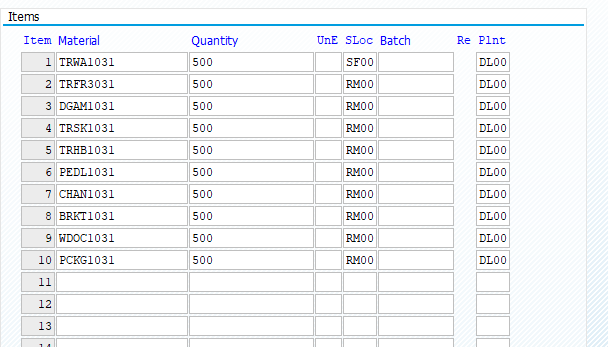 Items
Item Material Quantity UnE SLoc Batch Re Plnt
1 TRWA1031 500 SF00 DL00
2 TRFR3031 500 RM00 DL00
3 DGAM1031 500 RM00 DL00
4 TRSK1031 500 RM00 DL00
5 TRHB1031 500 RM00 DL00
6 PEDL1031 500 RM00 DL00
7 CHAN1031 500 RM00 DL00
8 BRKT1031 500 RM00 DL00
9 WDOC1031 500 RM00 DL00
10 PCKG1031 500 RM00 DL00
11
12
13